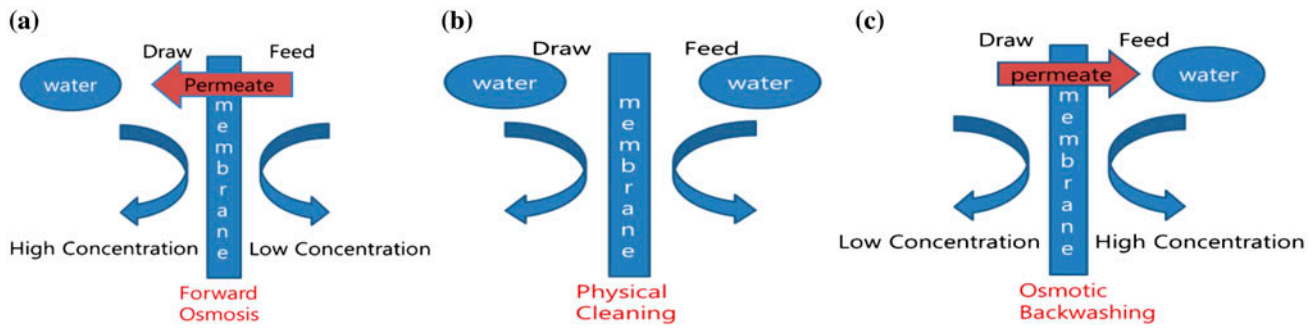 (a)
Draw Feed
water
Permeate
membrane
High Concentration Low Concentration
Forward
Osmosis
(b)
Draw Feed
water water
membrane
Physical
Cleaning
(c)
Draw Feed
permeate
water
membrane
Low Concentration High Concentration
Osmotic
Backwashing